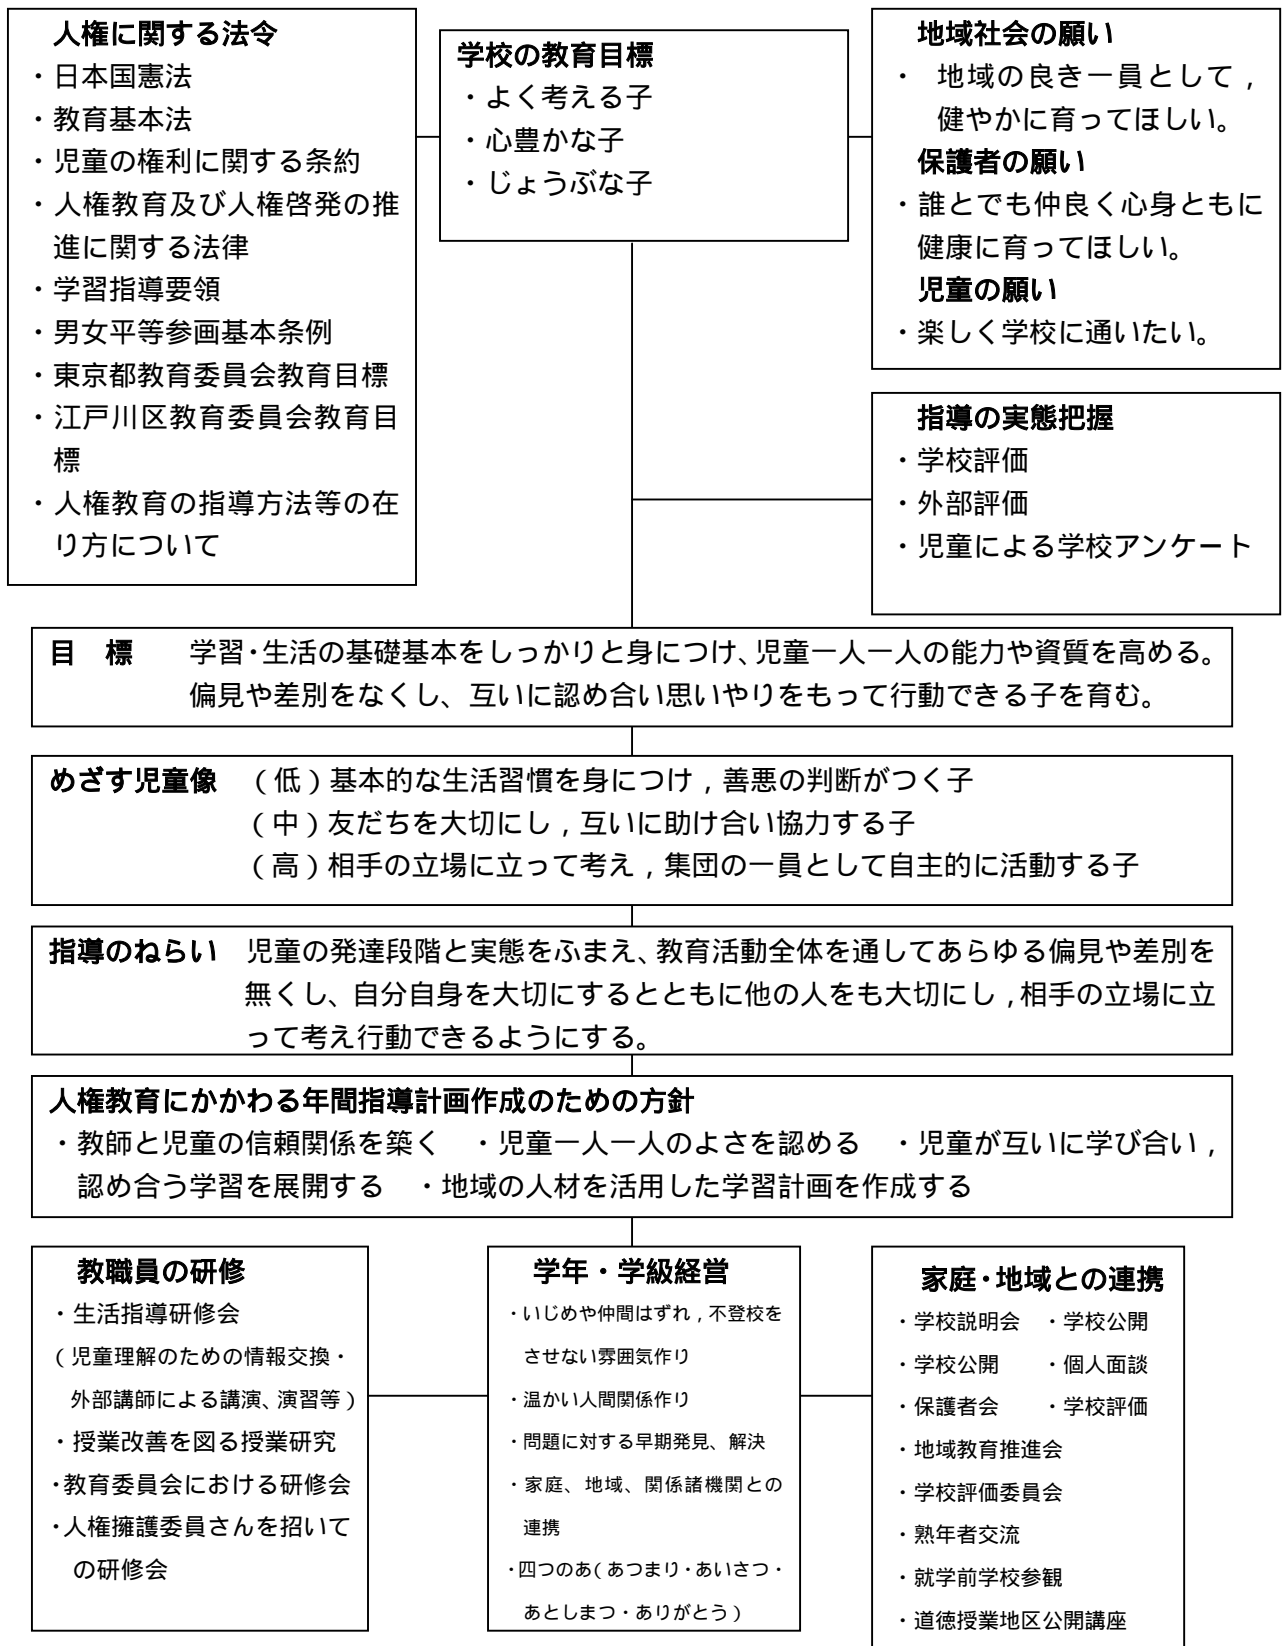 人権に関する法令
・日本国憲法
・教育基本法
・児童の権利に関する条約
・人権教育及び人権啓発の推
進に関する法律
・学習指導要領
・男女平等参画基本条例
・東京都教育委員会教育目標
・江戸川区教育委員会教育目
標
・人権教育の指導方法等の在
り方について
学校の教育目標
・よく考える子
・心豊かな子
・じょうぶな子
地域社会の願い
・ 地域の良き一員として，
健やかに育ってほしい。
保護者の願い
・誰とでも仲良く心身ともに
健康に育ってほしい。
児童の願い
・楽しく学校に通いたい。
指導の実態把握
・学校評価
・外部評価
・児童による学校アンケート
目　標　　学習・生活の基礎基本をしっかりと身につけ、児童一人一人の能力や資質を高める。
偏見や差別をなくし、互いに認め合い思いやりをもって行動できる子を育む。
めざす児童像　（低）基本的な生活習慣を身につけ，善悪の判断がつく子
（中）友だちを大切にし，互いに助け合い協力する子
（高）相手の立場に立って考え，集団の一員として自主的に活動する子
指導のねらい　児童の発達段階と実態をふまえ、教育活動全体を通してあらゆる偏見や差別を
無くし、自分自身を大切にするとともに他の人をも大切にし，相手の立場に立
って考え行動できるようにする。
人権教育にかかわる年間指導計画作成のための方針
・教師と児童の信頼関係を築く　・児童一人一人のよさを認める　・児童が互いに学び合い，
認め合う学習を展開する　・地域の人材を活用した学習計画を作成する
教職員の研修
・生活指導研修会
（児童理解のための情報交換・
外部講師による講演、演習等）
・授業改善を図る授業研究
・教育委員会における研修会
・人権擁護委員さんを招いて
の研修会
学年・学級経営
・いじめや仲間はずれ，不登校を
させない雰囲気作り
・温かい人間関係作り
・問題に対する早期発見、解決
・家庭、地域、関係諸機関との
連携
・四つのあ（あつまり・あいさつ・
あとしまつ・ありがとう）
家庭・地域との連携
・学校説明会　・学校公開
・学校公開　・個人面談
・保護者会　・学校評価
・地域教育推進会
・学校評価委員会
・熟年者交流
・就学前学校参観
・道徳授業地区公開講座